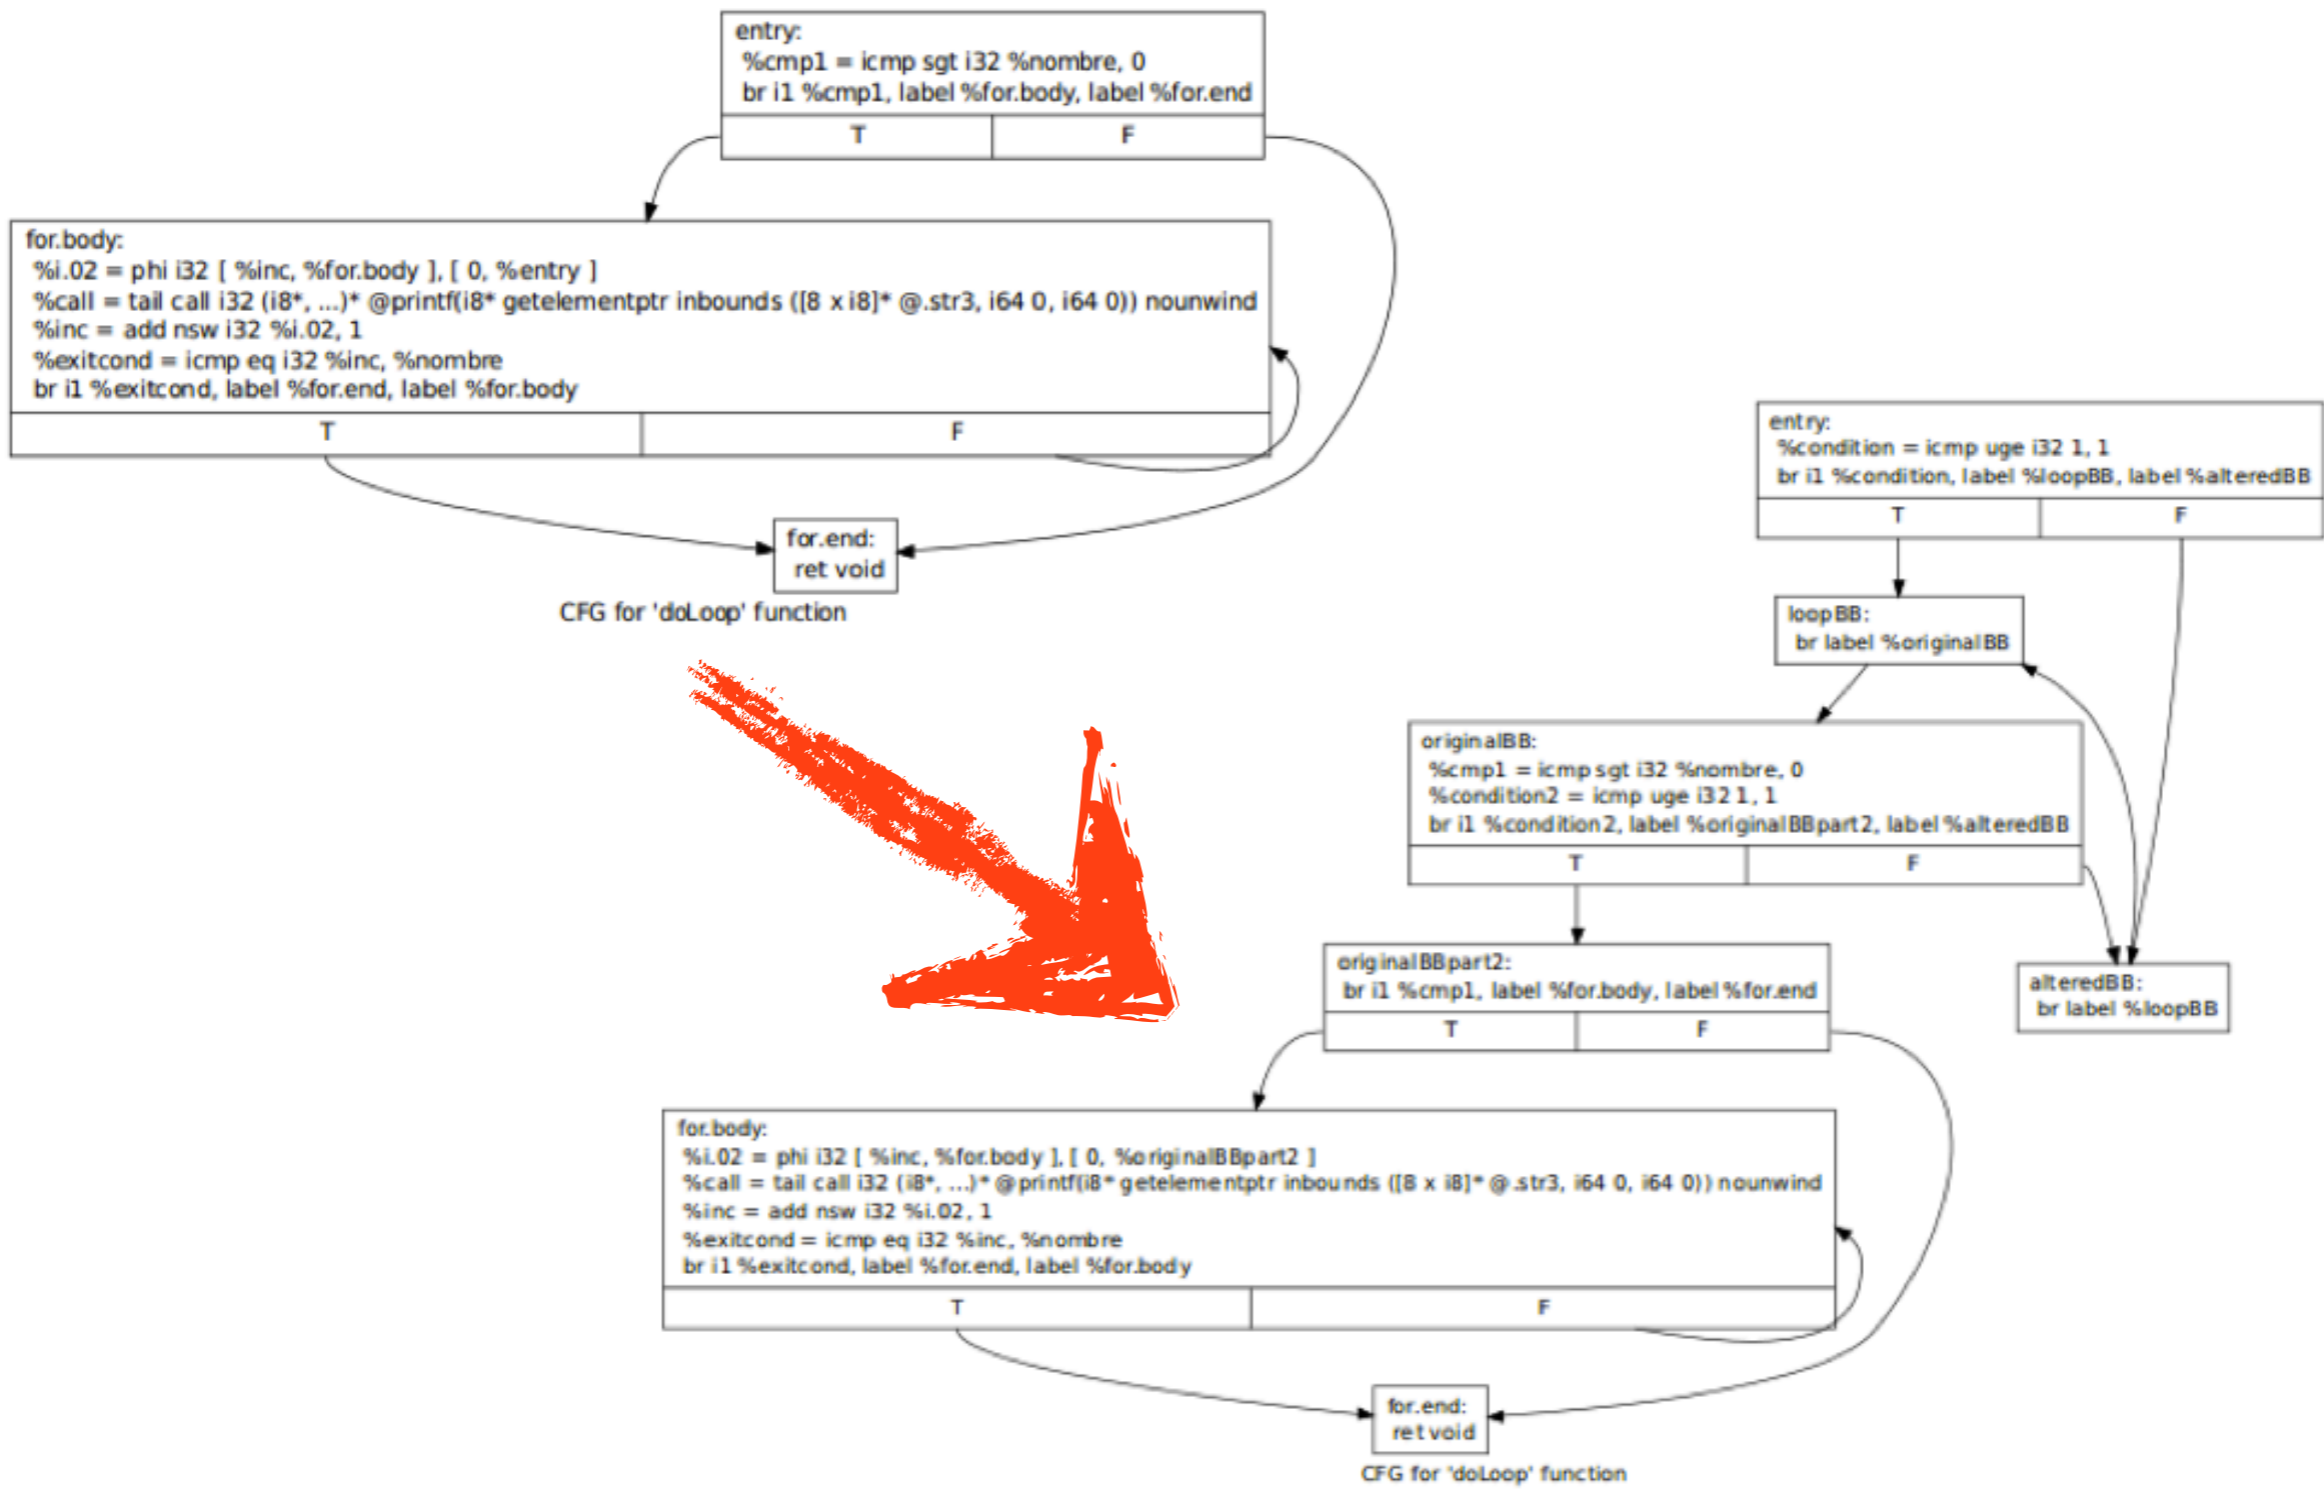 entry:
%cmp1 = icmp sgt i32 %nombre, 0
br i1 %cmp1, label %for.body, label %for.end
T F
for.body:
%i.02 = phi i32 [ %inc, %for.body ], [ 0, %entry ]
%call = tail call i32 (i8*, ...)* @printf(i8* getelementptr inbounds ([8 x i8]* @.str3, i64 0, i64 0)) nounwind
%inc = add nsw i32 %i.02, 1
%exitcond = icmp eq i32 %inc, %nombre
br i1 %exitcond, label %for.end, label %for.body
T F
for.end:
ret void
CFG for 'doLoop' function
entry:
%condition = icmp uge i32 1, 1
br i1 %condition, label %loopBB, label %alteredBB
T F
loopBB:
br label %originalBB
originalBB:
%cmp1 = icmp sgt i32 %nombre, 0
%condition2 = icmp uge i32 1, 1
br i1 %condition2, label %originalBBpart2, label %alteredBB
T F
originalBBpart2:
br i1 %cmp1, label %for.body, label %for.end
T F
alteredBB:
br label %loopBB
for.body:
%i.02 = phi i32 [ %inc, %for.body ], [ 0, %originalBBpart2 ]
%call = tail call i32 (i8*, ...)* @printf(i8* getelementptr inbounds ([8 x i8]* @.str3, i64 0, i64 0)) nounwind
%inc = add nsw i32 %i.02, 1
%exitcond = icmp eq i32 %inc, %nombre
br i1 %exitcond, label %for.end, label %for.body
T F
for.end:
ret void
CFG for 'doLoop' function